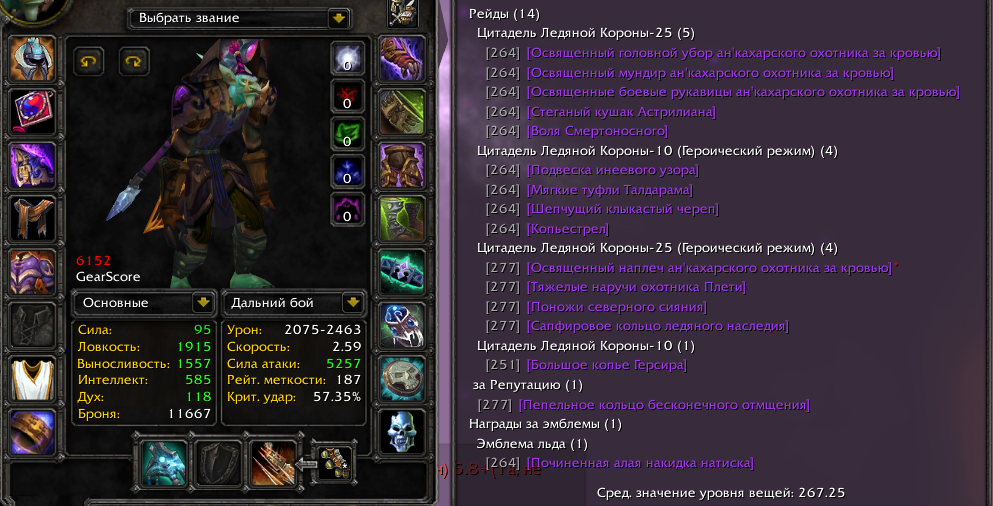 Выбрать звание
0
0
0
0
0
6152
GearScore
Основные
Сила: 95
Ловкость: 1915
Выносливость: 1557
Интеллект: 585
Дух: 118
Броня: 11667
Дальний бой
Урон: 2075-2463
Скорость: 2.59
Сила атаки: 5257
Рейт. меткости: 187
Крит. удар: 57.35%
Рейды (14)
Цитадель Ледяной Короны-25 (5)
[264] [Освященный головной убор ан'кахарского охотника за кровью]
[264] [Освященный мундир ан'кахарского охотника за кровью]
[264] [Освященные боевые рукавицы ан'кахарского охотника за кровью]
[264] [Стеганый кушак Астрилиана]
[264] [Воля Смертоносного]
Цитадель Ледяной Короны-10 (Героический режим) (4)
[264] [Подвеска инеевого узора]
[264] [Мягкие туфли Талдарама]
[264] [Шепчущий клыкастый череп]
[264] [Копьестрел]
Цитадель Ледяной Короны-25 (Героический режим) (4)
[277] [Освященный наплеч ан'кахарского охотника за кровью]*
[277] [Тяжелые наручи охотника Плети]
[277] [Поножи северного сияния]
[277] [Сапфировое кольцо ледяного наследия]
Цитадель Ледяной Короны-10 (1)
[251] [Большое копье Герсира]
за Репутацию (1)
[277] [Пепельное кольцо бесконечного отмщения]
Награды за эмблемы (1)
Эмблема льда (1)
[264] [Починенная алая накидка натиска]
Сред. значение уровня вещей: 267.25